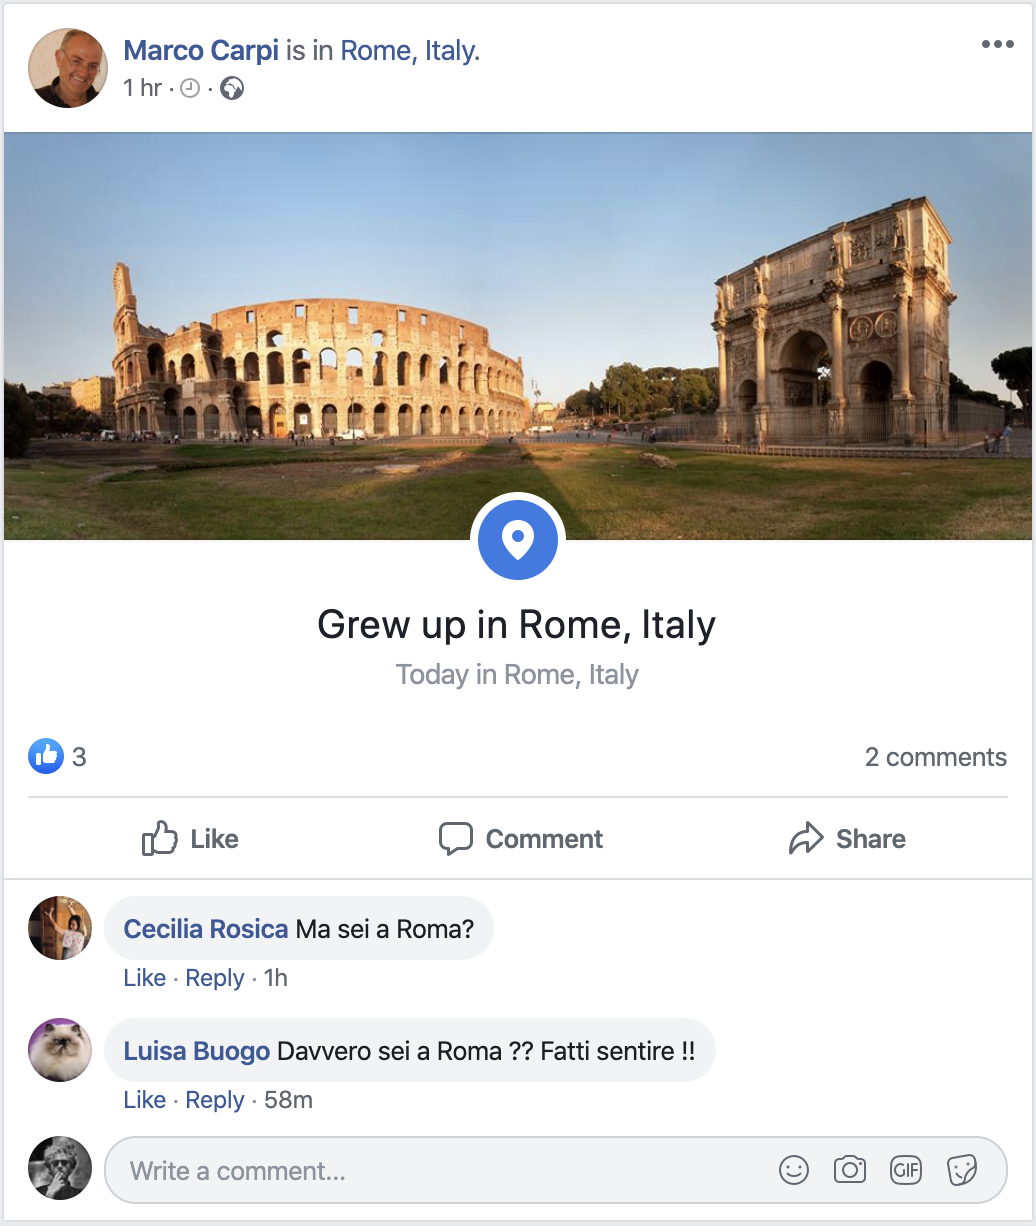 Marco Carpi is in Rome, Italy.
1 hr · ·
Grew up in Rome, Italy
Today in Rome, Italy
3
2 comments
Like
Comment
Share
Cecilia Rosica Ma sei a Roma?
Like · Reply · 1h
Luisa Buogo Davvero sei a Roma ?? Fatti sentire !!
Like · Reply · 58m
Write a comment...
GIF